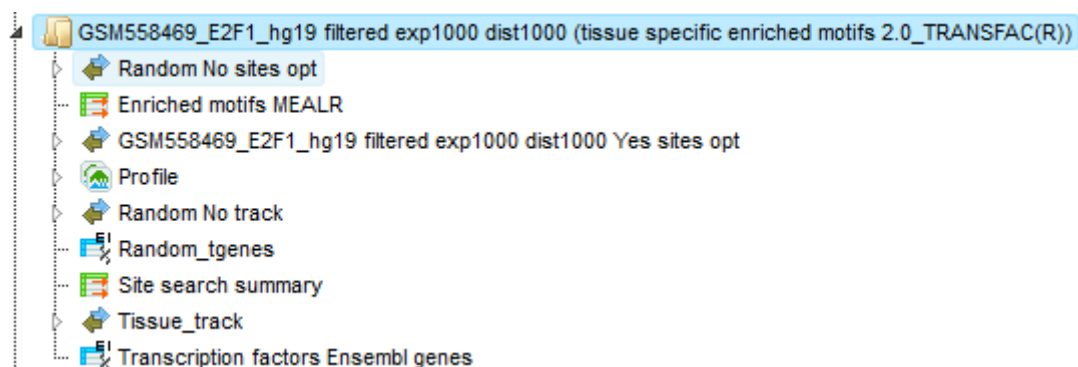 GSM558469_E2F1_hg19 filtered exp1000 dist1000 (tissue specific enriched motifs 2.0_TRANSFAC(R))
Random No sites opt
Enriched motifs MEALR
GSM558469_E2F1_hg19 filtered exp1000 dist1000 Yes sites opt
Profile
Random No track
Random_tgenes
Site search summary
Tissue_track
Transcription factors Ensembl genes